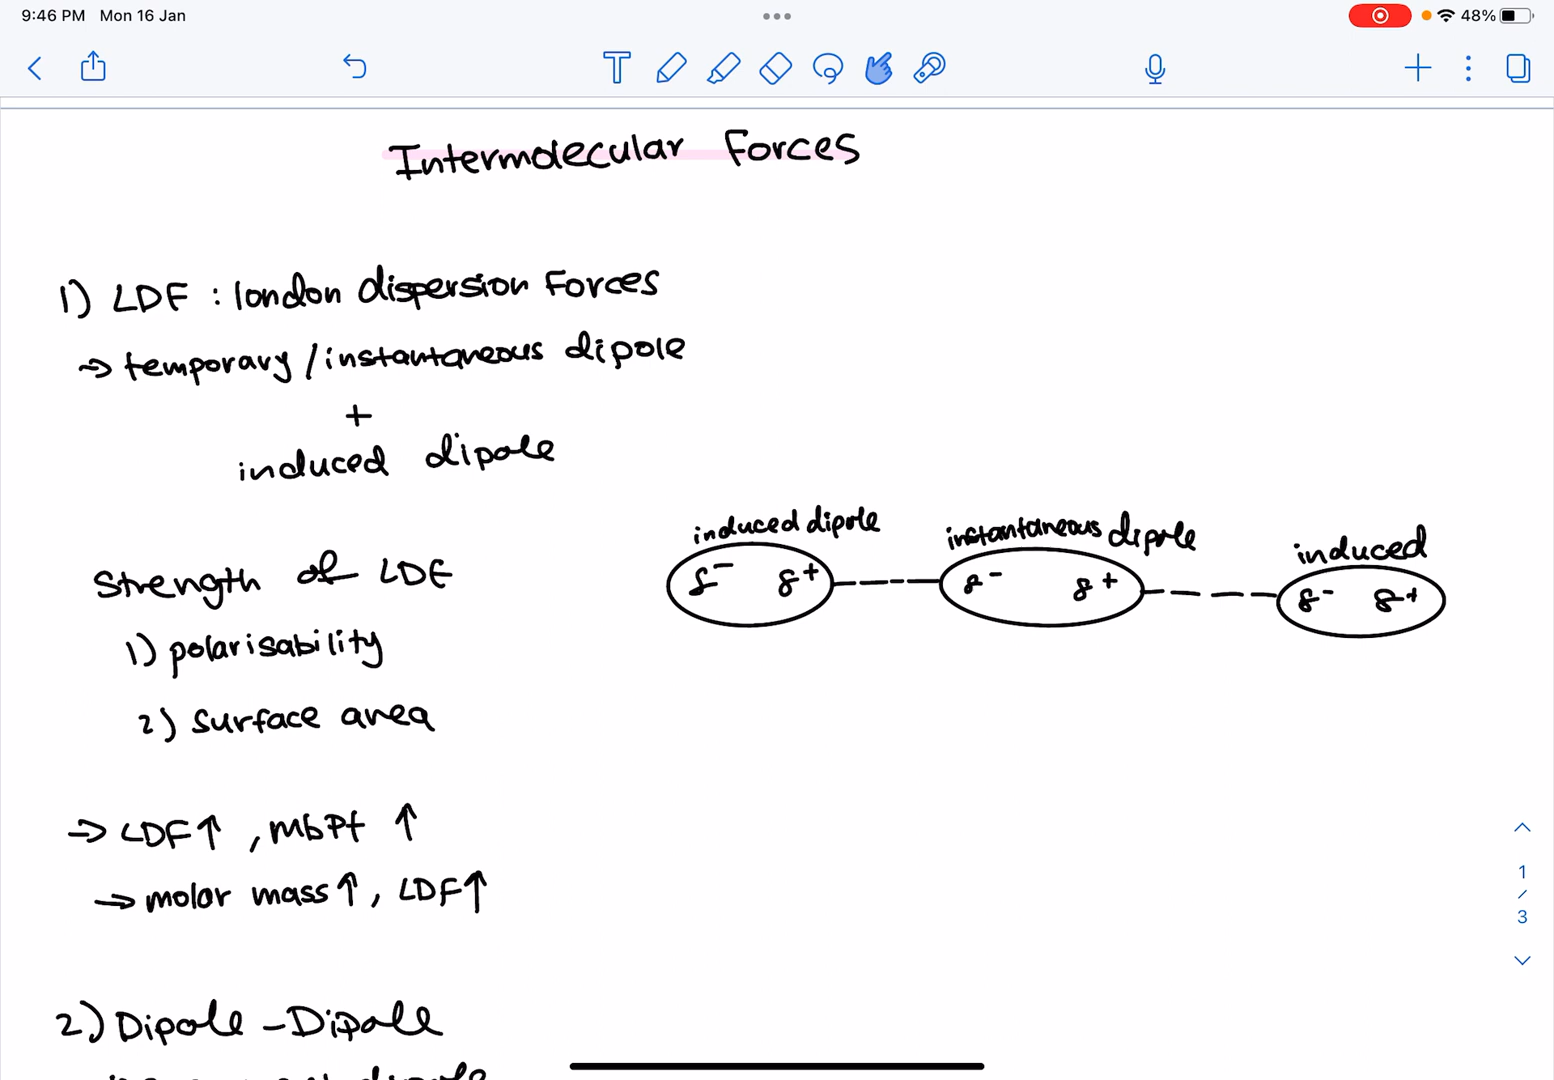 9:46 PM Mon 16 Jan
48%
Intermolecular Forces
1) LDF : london dispersion Forces
→ temporary / instantaneous dipole
+
induced dipole
induced dipole
instantaneous dipole
induced
δ- δ+ δ- δ+ δ- δ+
Strength of LDF
1) polarisability
2) surface area
→ LDF↑ , mbpt ↑
→ molar mass ↑, LDF↑
1
/
3
2) Dipole - Dipole
dipole